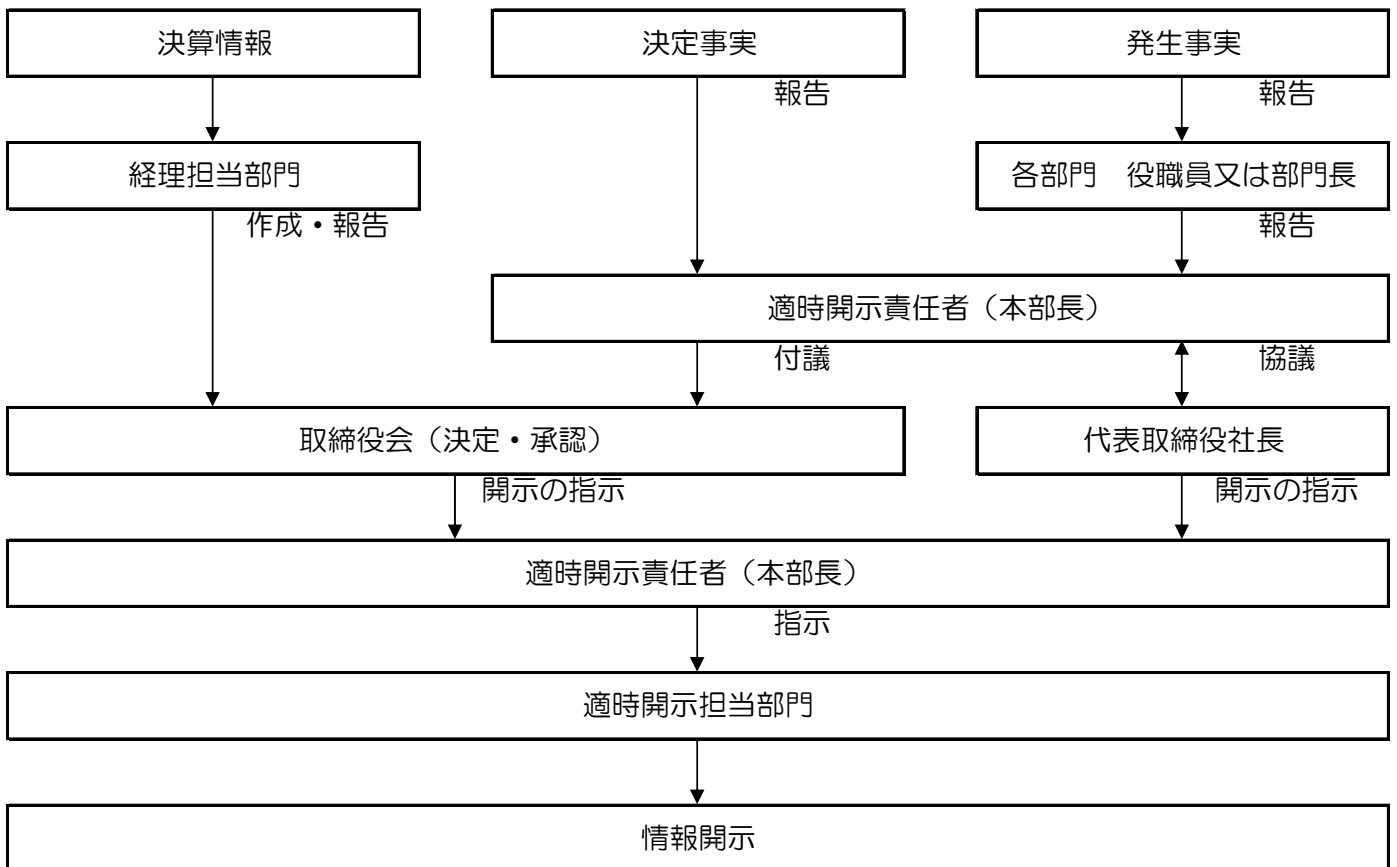 決算情報
決定事実
発生事実
報告
報告
経理担当部門
各部門　役職員又は部門長
作成・報告
報告
適時開示責任者（本部長）
付議
協議
取締役会（決定・承認）
代表取締役社長
開示の指示
開示の指示
適時開示責任者（本部長）
指示
適時開示担当部門
情報開示